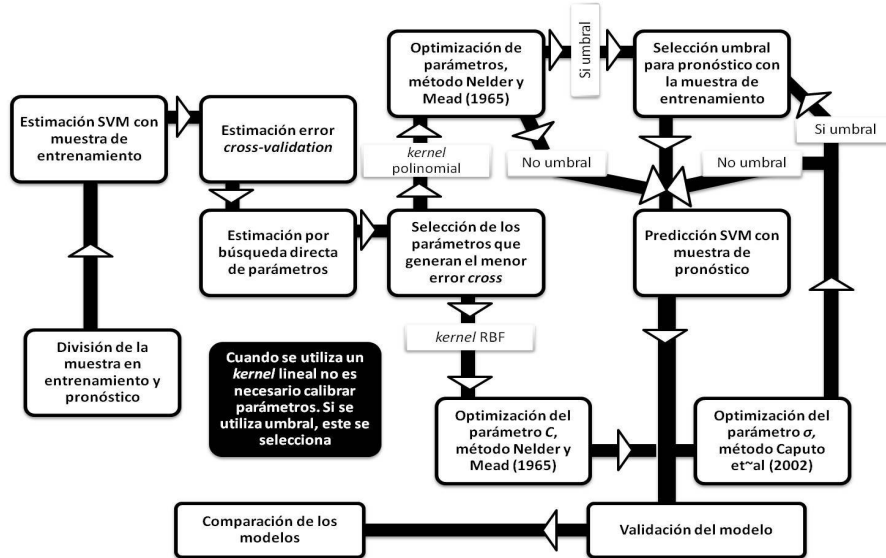 Optimización de
parámetros,
método Nelder y
Mead (1965)
Si umbral
Selección umbral
para pronóstico con
la muestra de
entrenamiento
Estimación SVM con
muestra de
entrenamiento
Estimación error
cross-validation
kernel
polinomial
No umbral
No umbral
Si umbral
Estimación por
búsqueda directa
de parámetros
Selección de los
parámetros que
generan el menor
error cross
Predicción SVM con
muestra de
pronóstico
kernel RBF
División de la
muestra en
entrenamiento y
pronóstico
Cuando se utiliza un
kernel lineal no es
necesario calibrar
parámetros. Si se
utiliza umbral, este se
selecciona
Optimización del
parámetro C,
método Nelder y
Mead (1965)
Optimización del
parámetro σ,
método Caputo
et~al (2002)
Comparación de los
modelos
Validación del modelo